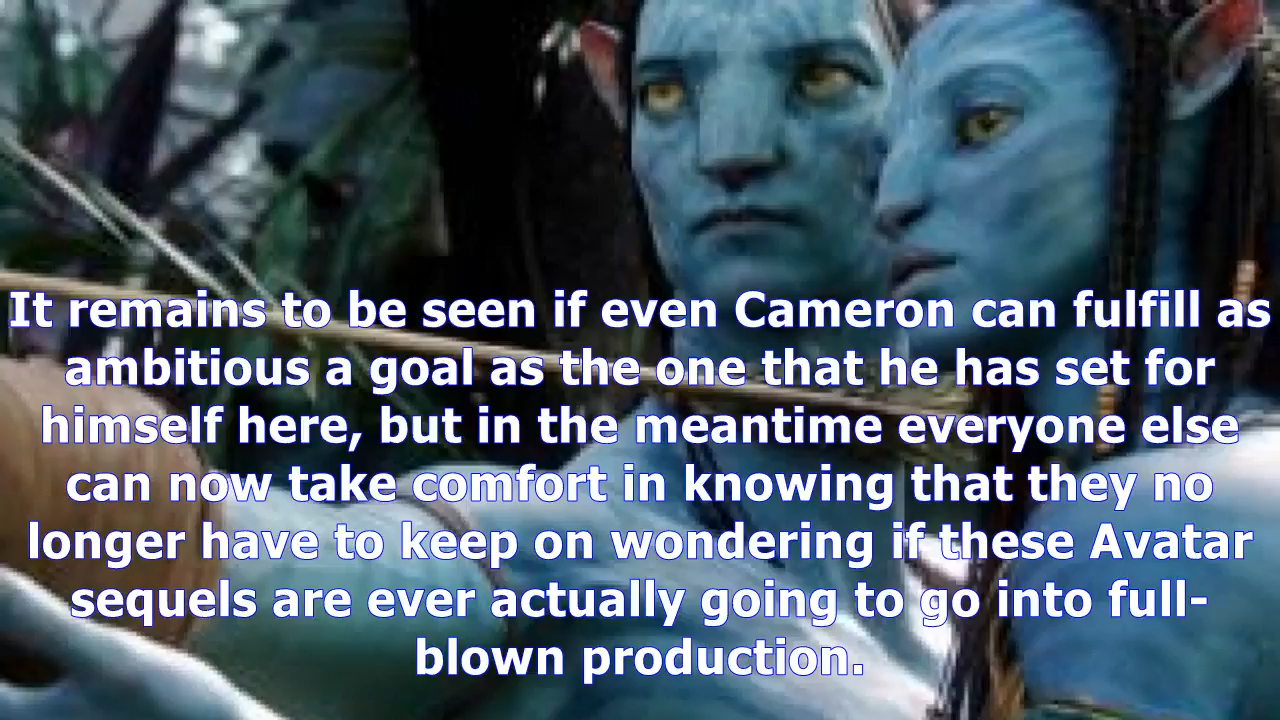 It remains to be seen if even Cameron can fulfill as
ambitious a goal as the one that he has set for
himself here, but in the meantime everyone else
can now take comfort in knowing that they no
longer have to keep on wondering if these Avatar
sequels are ever actually going to go into full-
blown production.